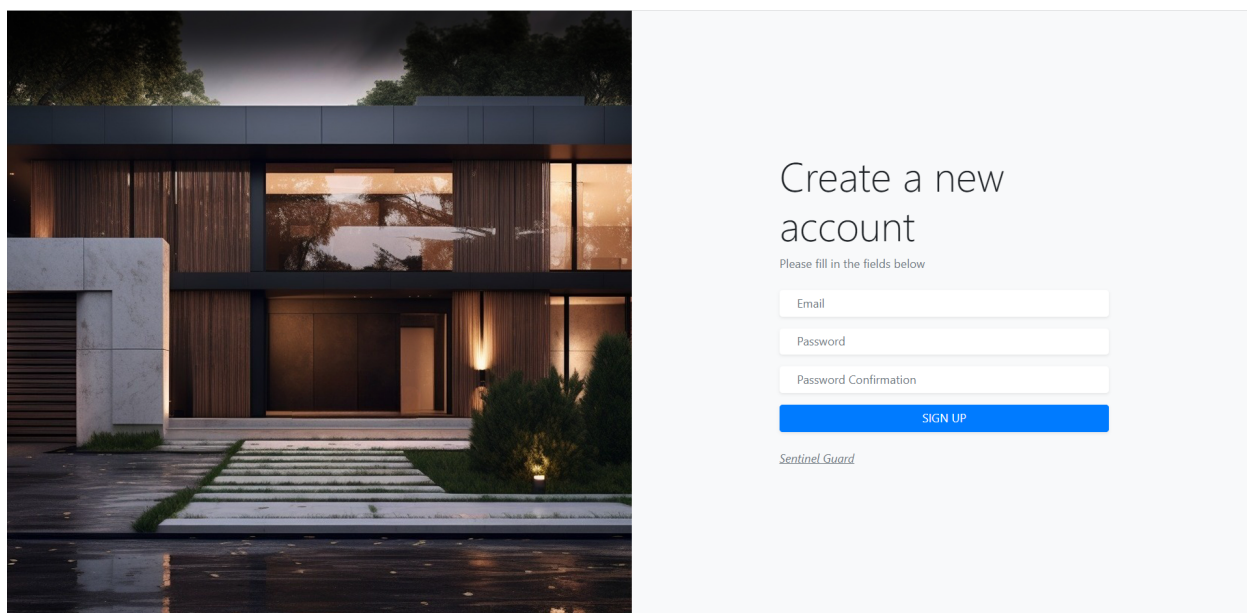 Create a new
account
Please fill in the fields below
Email
Password
Password Confirmation
SIGN UP
Sentinel Guard